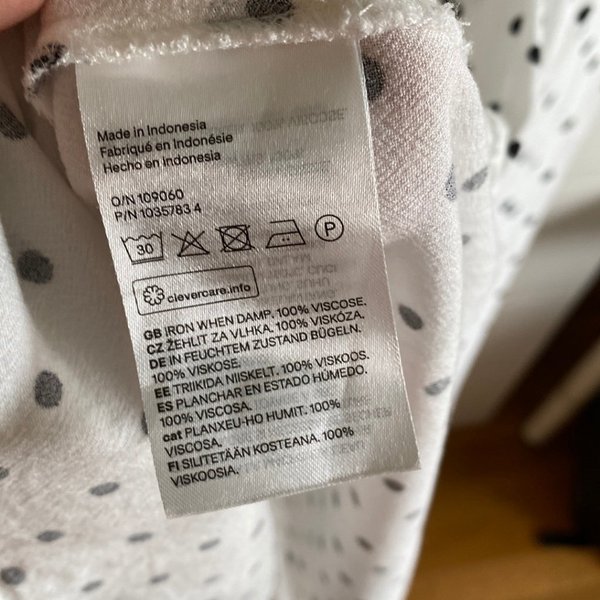 Made in Indonesia
Fabriqué en Indonésie
Hecho en Indonesia
O/N 109060
P/N 1035783 4
30
P
clevercare.info
GB IRON WHEN DAMP. 100% VISCOSE.
CZ ŽEHLIT ZA VLHKA. 100% VISKÓZA.
DE IN FEUCHTEM ZUSTAND BÜGELN.
100% VISKOSE.
EE TRIIKIDA NIISKELT. 100% VISKOOS.
ES PLANCHAR EN ESTADO HÚMEDO.
100% VISCOSA.
cat PLANXEU-HO HUMIT. 100%
VISCOSA.
FI SILITETÄÄN KOSTEANA. 100%
VISKOOSIA.